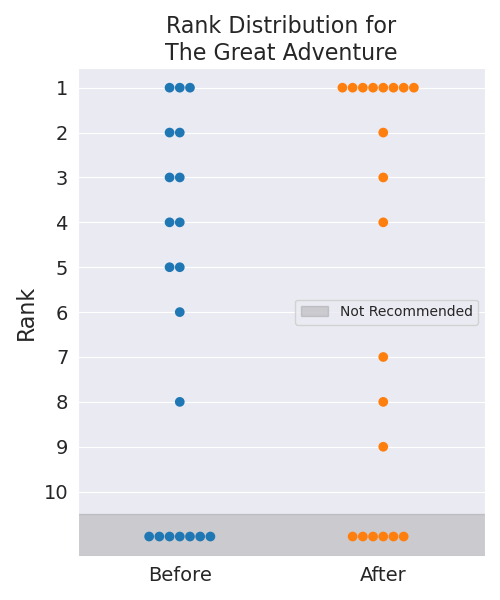 Rank Distribution for
The Great Adventure
Rank
1
2
3
4
5
6
7
8
9
10
Not Recommended
Before
After